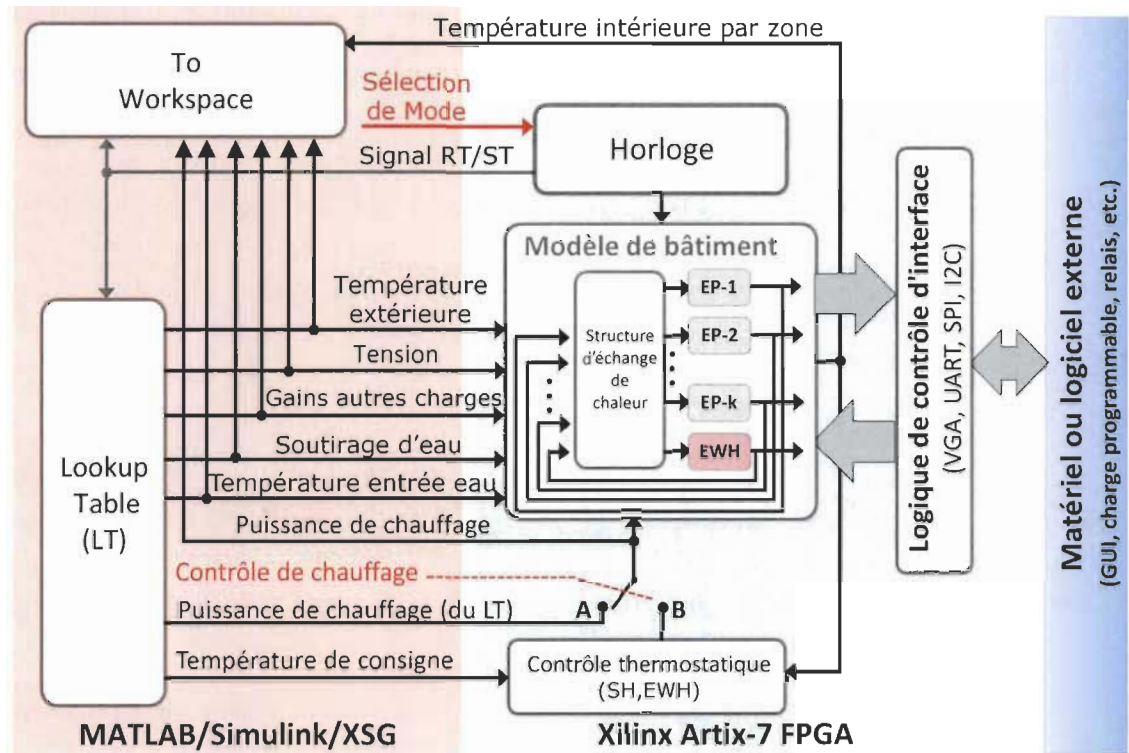 Température intérieure par zone
To
Workspace
Sélection
de Mode
Signal RT/ST
Horloge
Modèle de bâtiment
Structure
d'échange
de
chaleur
EP-1
EP-2
EP-k
EWH
Température
extérieure
Tension
Gains autres charges
Soutirage d'eau
Température entrée eau
Puissance de chauffage
Lookup
Table
(LT)
Contrôle de chauffage
Puissance de chauffage (du LT)
A
B
Température de consigne
Contrôle thermostatique
(SH,EWH)
Logique de contrôle d'interface
(VGA, UART, SPI, I2C)
Matériel ou logiciel externe
(GUI, charge programmable, relais, etc.)
MATLAB/Simulink/XSG
Xilinx Artix-7 FPGA